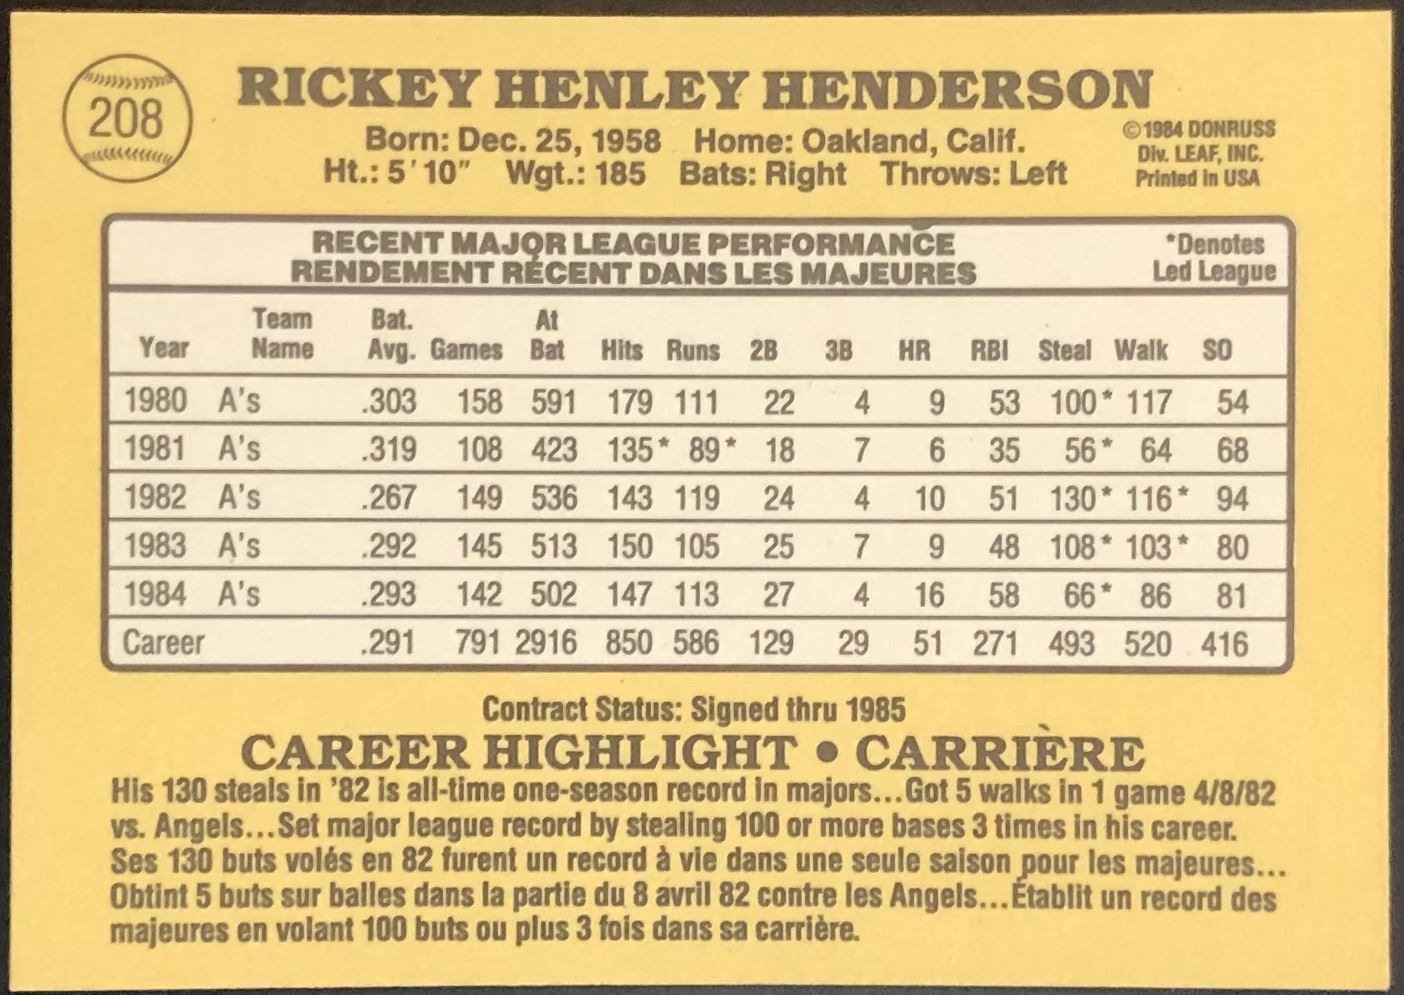 208
RICKEY HENLEY HENDERSON
Born: Dec. 25, 1958 Home: Oakland, Calif.
Ht.: 5'10" Wgt.: 185 Bats: Right Throws: Left
©1984 DONRUSS
Div. LEAF, INC.
Printed in USA
RECENT MAJOR LEAGUE PERFORMANCE
RENDEMENT RÉCENT DANS LES MAJEURES
*Denotes
Led League
Year Team Name Bat. Avg. Games At Bat Hits Runs 2B 3B HR RBI Steal Walk SO
1980 A's .303 158 591 179 111 22 4 9 53 100* 117 54
1981 A's .319 108 423 135* 89* 18 7 6 35 56* 64 68
1982 A's .267 149 536 143 119 24 4 10 51 130* 116* 94
1983 A's .292 145 513 150 105 25 7 9 48 108* 103* 80
1984 A's .293 142 502 147 113 27 4 16 58 66* 86 81
Career .291 791 2916 850 586 129 29 51 271 493 520 416
Contract Status: Signed thru 1985
CAREER HIGHLIGHT • CARRIÈRE
His 130 steals in '82 is all-time one-season record in majors...Got 5 walks in 1 game 4/8/82
vs. Angels...Set major league record by stealing 100 or more bases 3 times in his career.
Ses 130 buts volés en 82 furent un record à vie dans une seule saison pour les majeures...
Obtint 5 buts sur balles dans la partie du 8 avril 82 contre les Angels...Établit un record des
majeures en volant 100 buts ou plus 3 fois dans sa carrière.